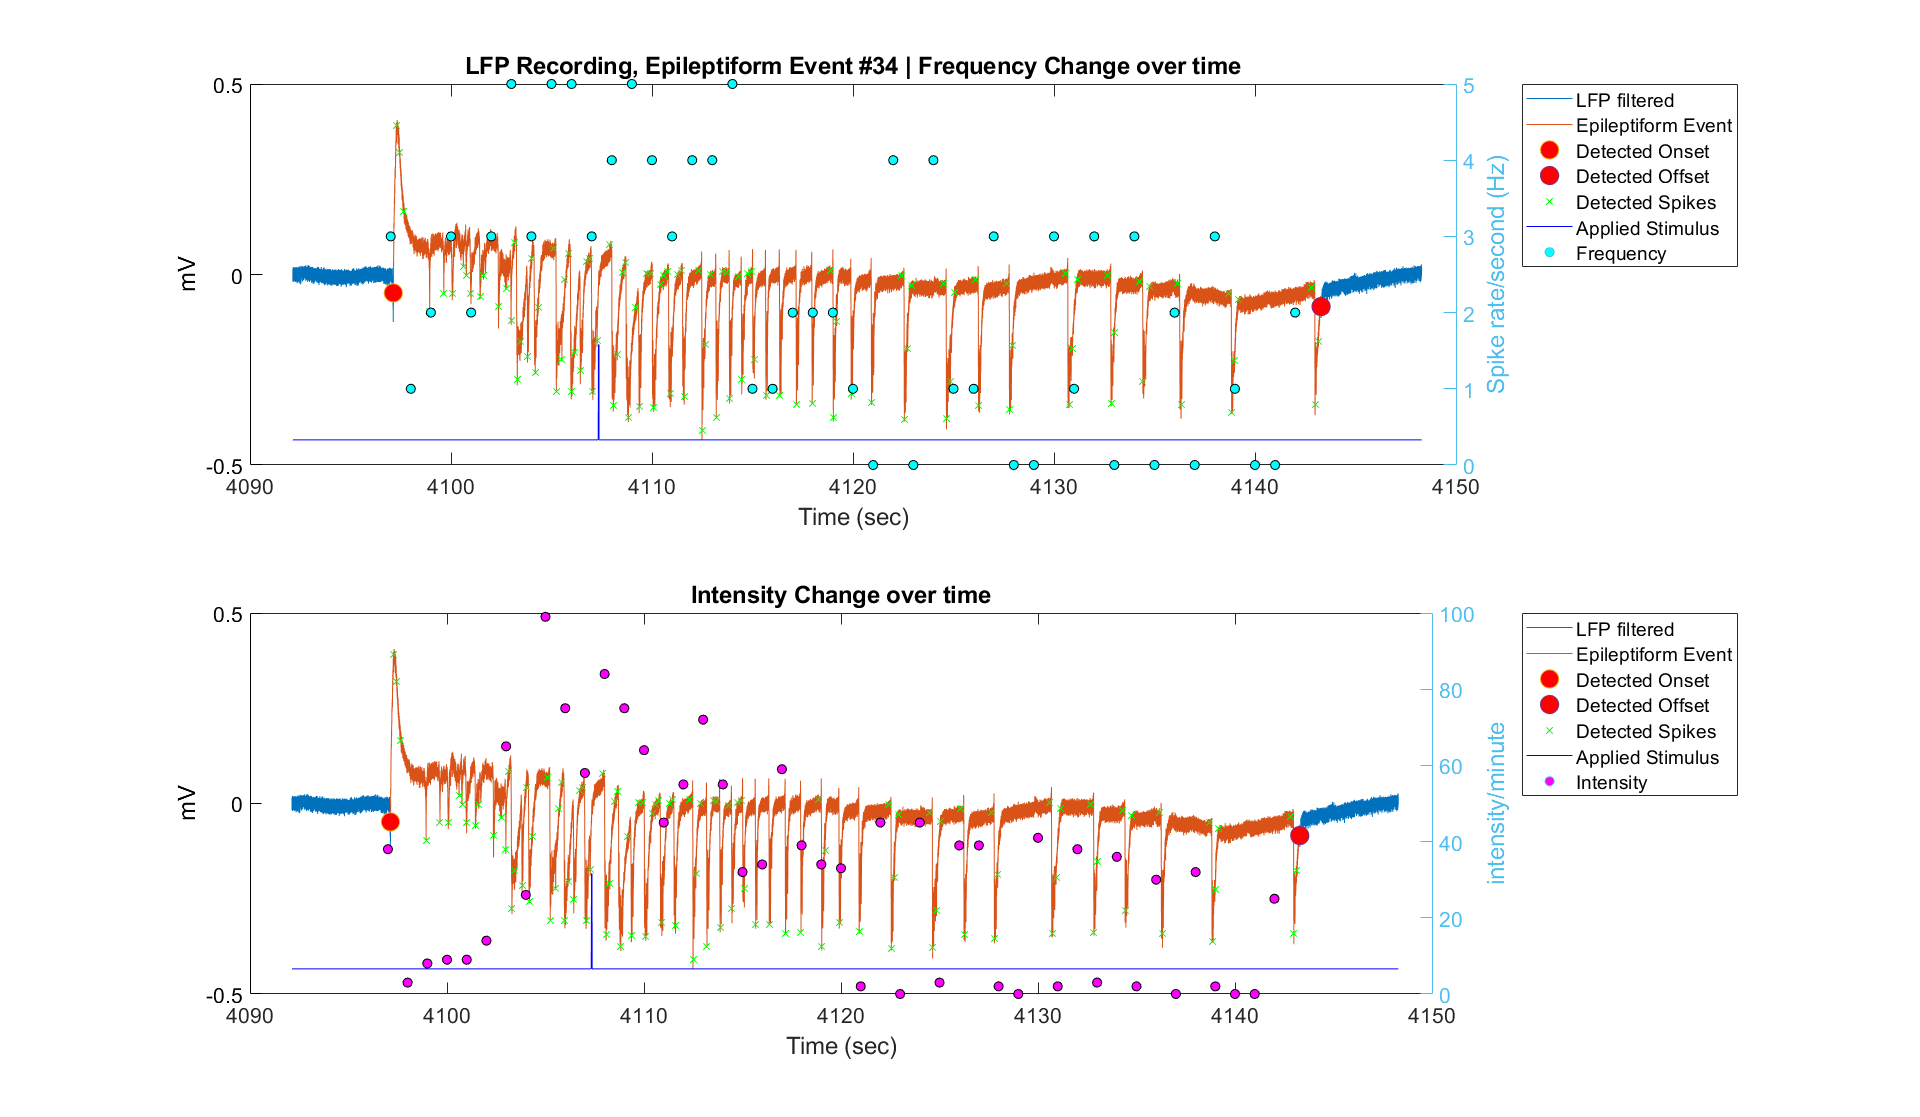 LFP Recording, Epileptiform Event #34 | Frequency Change over time
0.5
0
-0.5
mV
4090 4100 4110 4120 4130 4140 4150
Time (sec)
5
4
3
2
1
0
Spike rate/second (Hz)
LFP filtered
Epileptiform Event
Detected Onset
Detected Offset
Detected Spikes
Applied Stimulus
Frequency
Intensity Change over time
0.5
0
-0.5
mV
4090 4100 4110 4120 4130 4140 4150
Time (sec)
100
80
60
40
20
0
intensity/minute
LFP filtered
Epileptiform Event
Detected Onset
Detected Offset
Detected Spikes
Applied Stimulus
Intensity